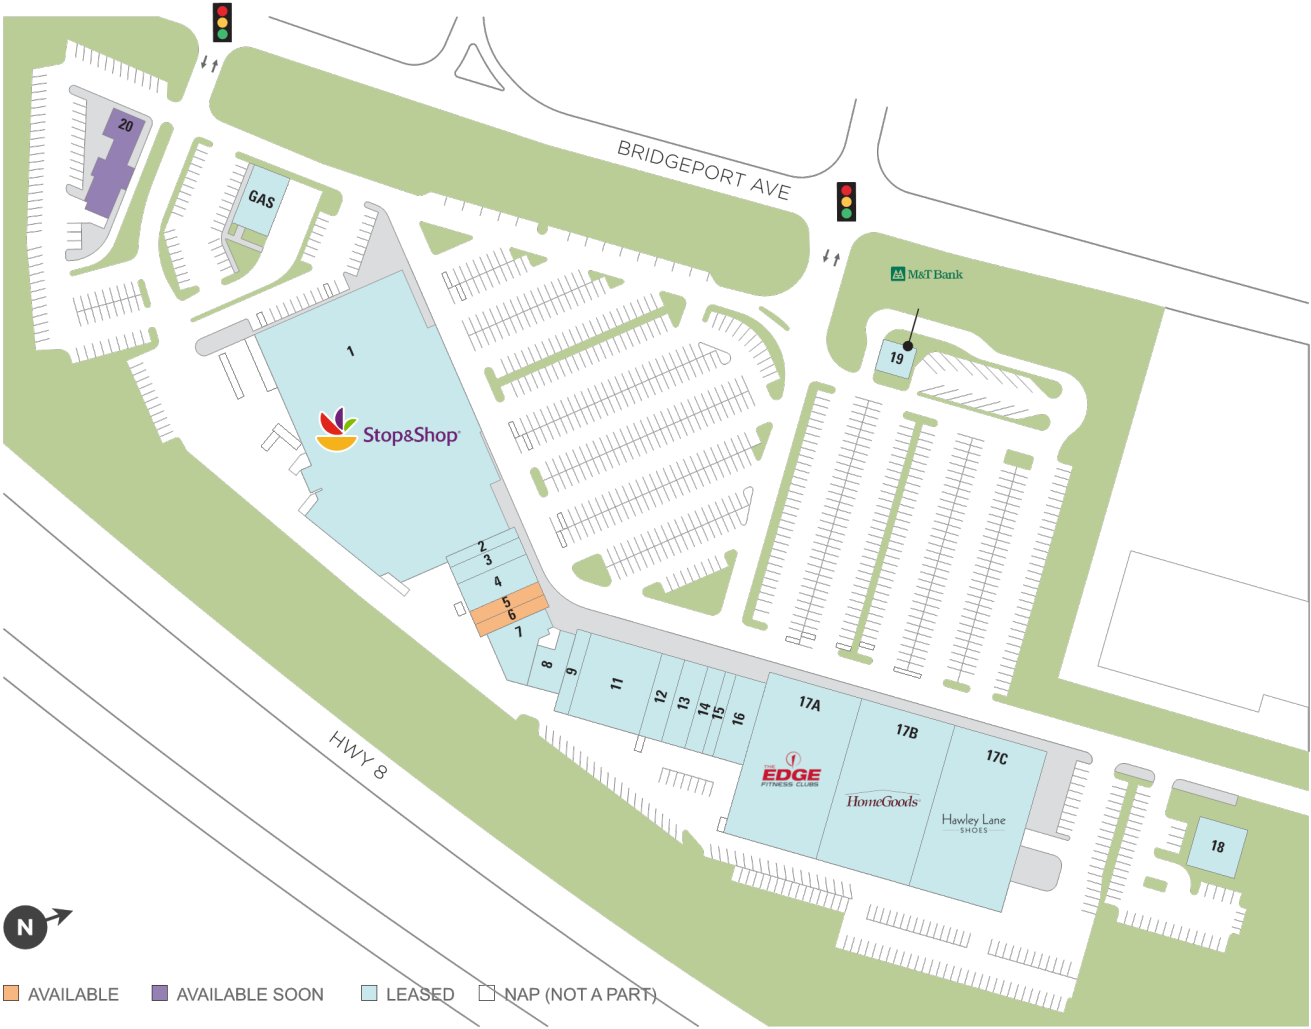 BRIDGEPORT AVE
20
GAS
M&T Bank
19
1
Stop&Shop
2
3
4
5
6
7
8
9
11
12
13
14
15
16
17A
THE
EDGE
FITNESS CLUBS
17B
HomeGoods
17C
Hawley Lane
SHOES
18
HWY 8
N
AVAILABLE
AVAILABLE SOON
LEASED
NAP (NOT A PART)